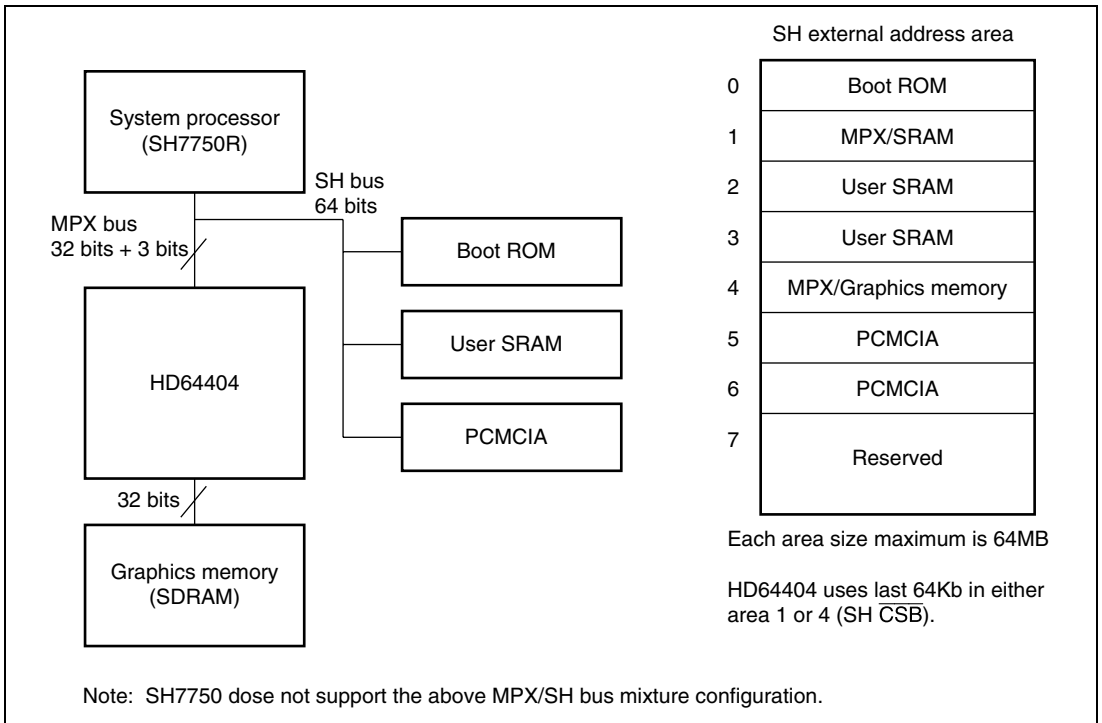 System processor
(SH7750R)
SH bus
64 bits
MPX bus
32 bits + 3 bits
Boot ROM
User SRAM
HD64404
PCMCIA
32 bits
Graphics memory
(SDRAM)
SH external address area
0 Boot ROM
1 MPX/SRAM
2 User SRAM
3 User SRAM
4 MPX/Graphics memory
5 PCMCIA
6 PCMCIA
7 Reserved
Each area size maximum is 64MB
HD64404 uses last 64Kb in either
area 1 or 4 (SH CSB).
Note: SH7750 dose not support the above MPX/SH bus mixture configuration.